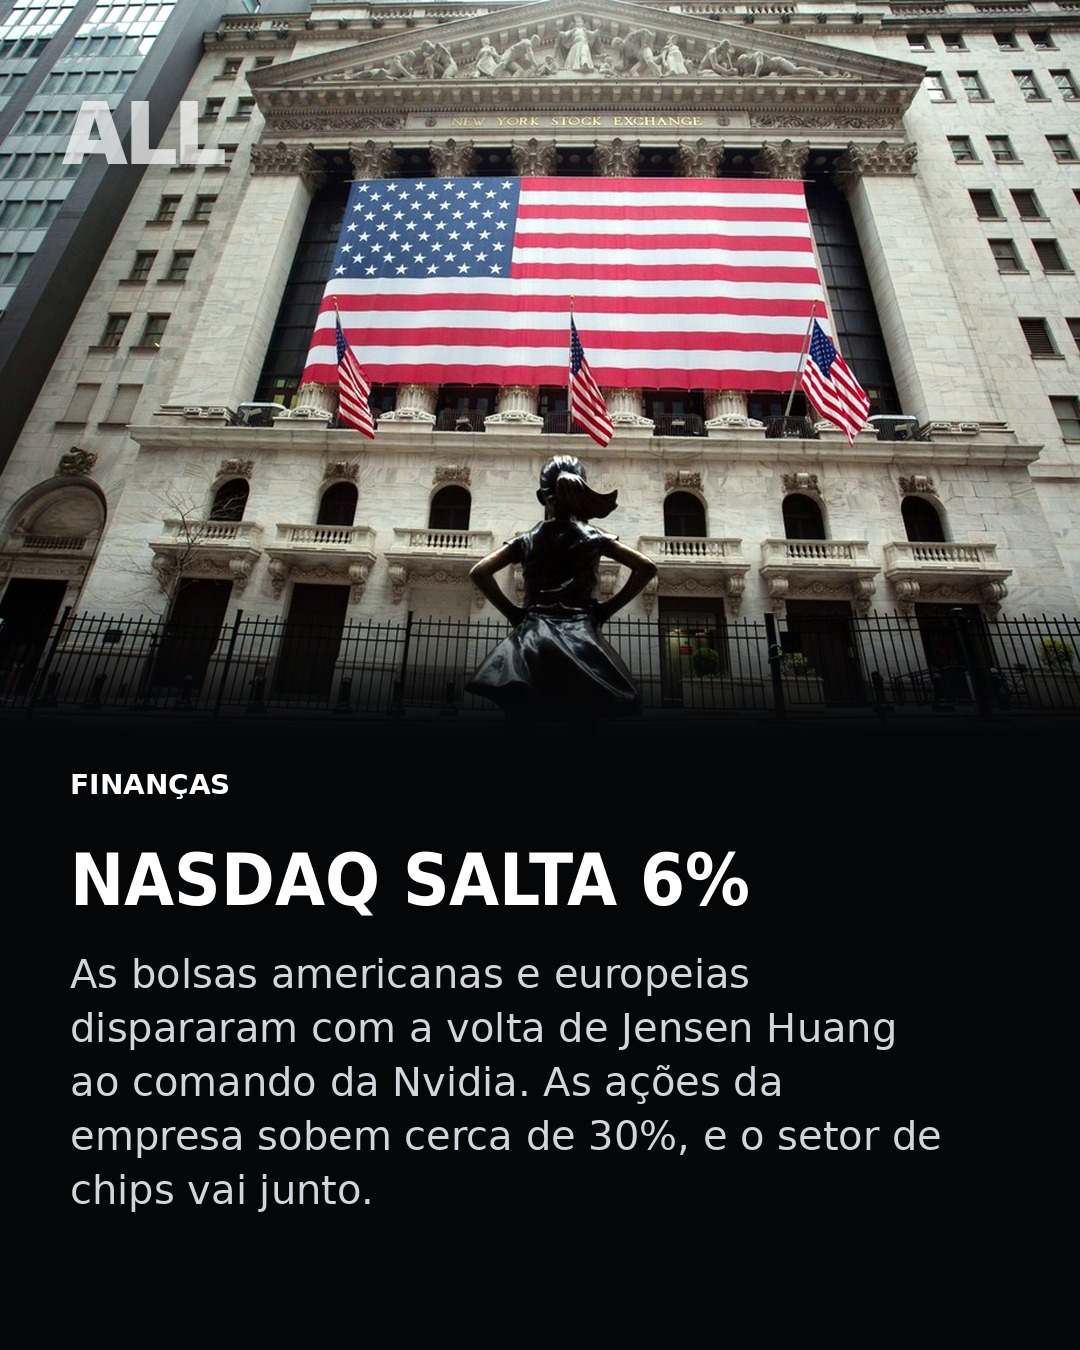 NEW YORK STOCK EXCHANGE
ALL
FINANÇAS
NASDAQ SALTA 6%
As bolsas americanas e europeias
dispararam com a volta de Jensen Huang
ao comando da Nvidia. As ações da
empresa sobem cerca de 30%, e o setor de
chips vai junto.